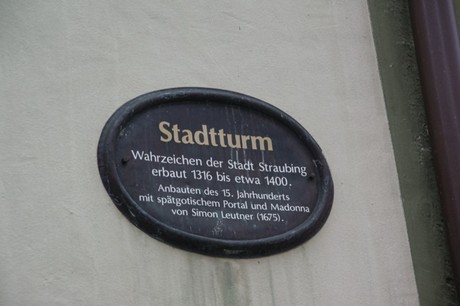 Stadtturm
Wahrzeichen der Stadt Straubing
erbaut 1316 bis etwa 1400.
Anbauten des 15. Jahrhunderts
mit spätgotischem Portal und Madonna
von Simon Leutner (1675).